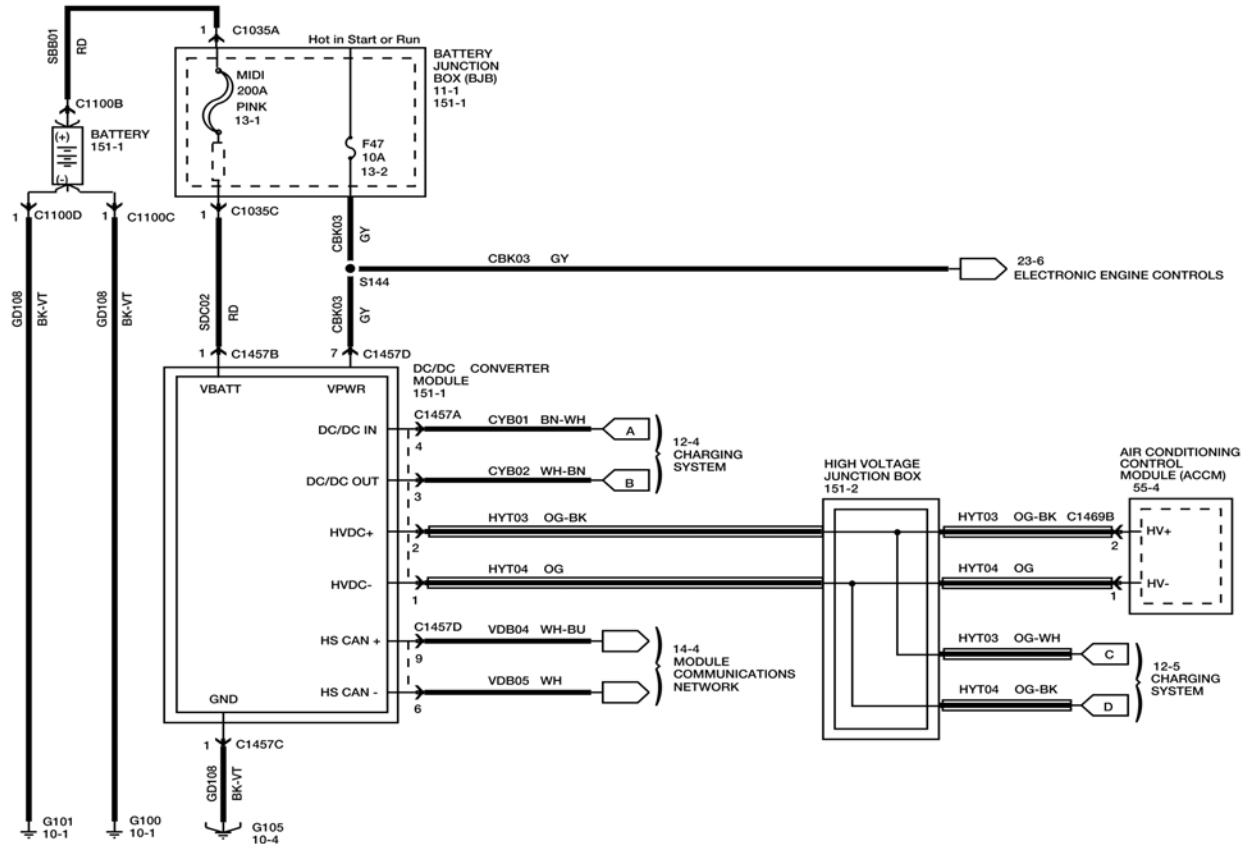 SBB01
RD
1
C1035A
Hot in Start or Run
BATTERY
JUNCTION
BOX (BJB)
11-1
151-1
MIDI
200A
PINK
13-1
F47
10A
13-2
C1100B
(+)
(-)
BATTERY
151-1
1
C1100D
1
C1100C
1
C1035C
CBK03
GY
CBK03 GY
S144
23-6
ELECTRONIC ENGINE CONTROLS
GD108
BK-VT
GD108
BK-VT
SDC02
RD
CBK03
GY
1
C1457B
7
C1457D
DC/DC CONVERTER
MODULE
151-1
VBATT
VPWR
C1457A
DC/DC IN
4
CYB01 BN-WH
A
12-4
CHARGING
SYSTEM
DC/DC OUT
3
CYB02 WH-BN
B
HVDC+
2
HYT03 OG-BK
HVDC-
1
HYT04 OG
HIGH VOLTAGE
JUNCTION BOX
151-2
AIR CONDITIONING
CONTROL
MODULE (ACCM)
55-4
HYT03 OG-BK C1469B
2
HV+
HYT04 OG
1
HV-
C1457D
HS CAN +
9
VDB04 WH-BU
14-4
MODULE
COMMUNICATIONS
NETWORK
HS CAN -
6
VDB05 WH
HYT03 OG-WH
C
12-5
CHARGING
SYSTEM
HYT04 OG-BK
D
GND
1
C1457C
GD108
BK-VT
G101
10-1
G100
10-1
G105
10-4